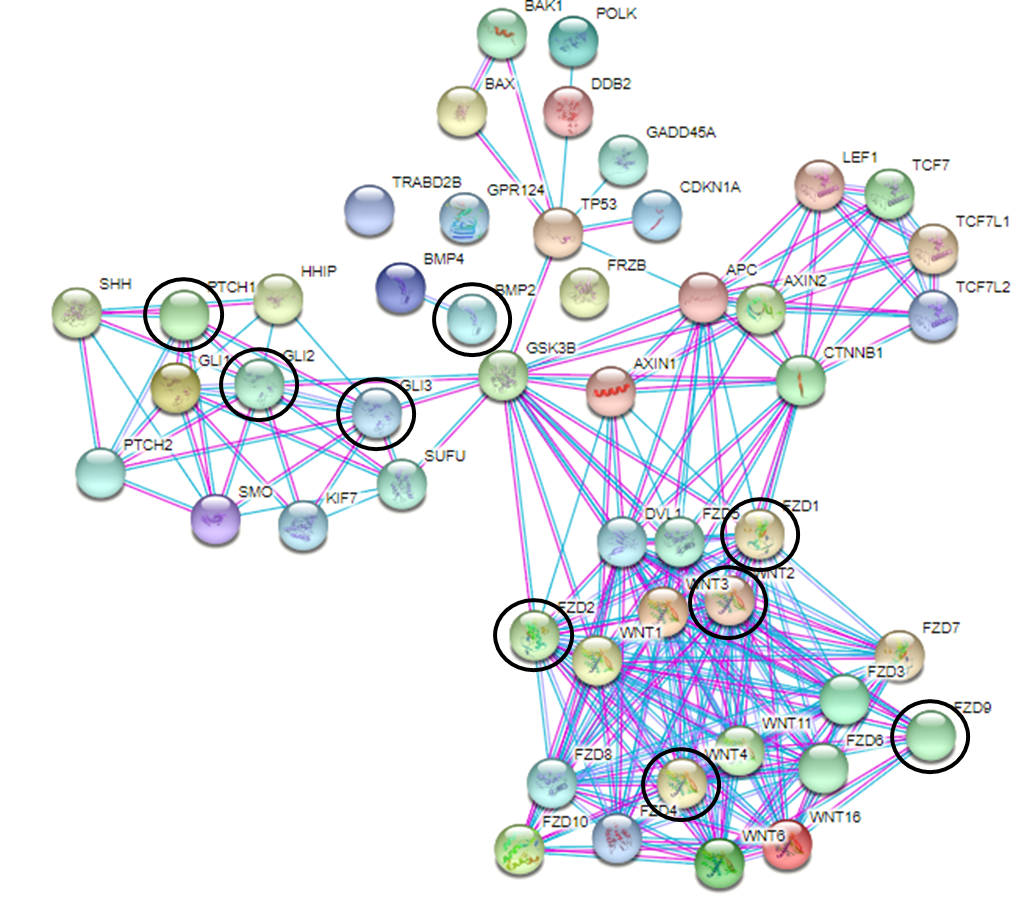 BAK1
POLK
BAX
DDB2
GADD45A
LEF1
TCF7
TRABD2B
GPR124
TP53
CDKN1A
TCF7L1
BMP4
FRZB
APC
AXIN2
TCF7L2
SHH
PTCH1
HHIP
BMP2
GSK3B
AXIN1
CTNNB1
GLI1
GLI2
GLI3
PTCH2
SUFU
SMO
KIF7
DVL1
FZD5
FZD1
WNT3
WNT2
FZD2
WNT1
FZD7
FZD3
FZD9
WNT11
FZD6
FZD8
WNT4
FZD10
FZD4
WNT6
WNT16